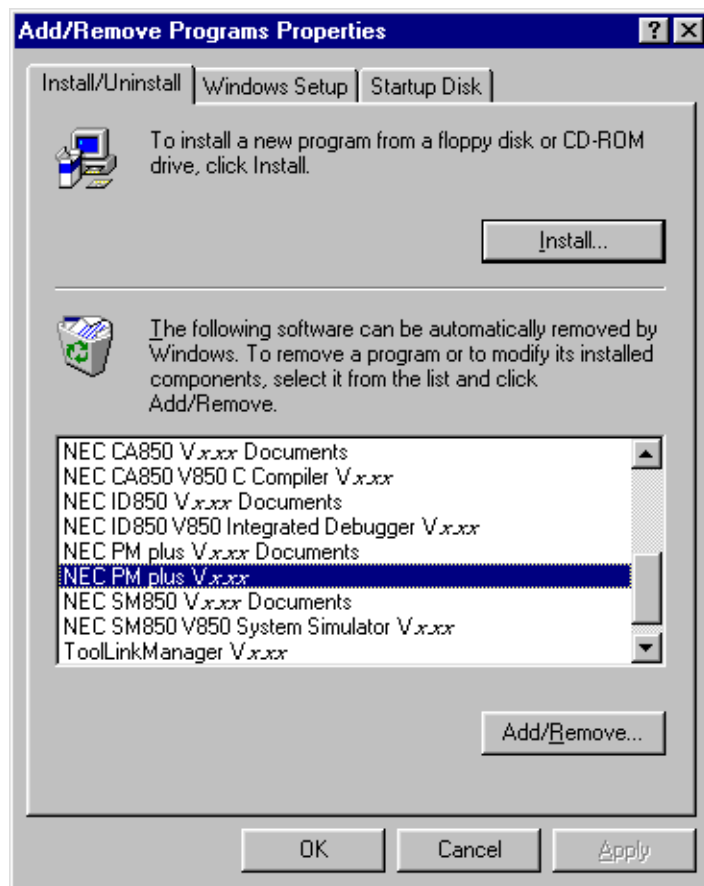 Add/Remove Programs Properties
Install/Uninstall
Windows Setup
Startup Disk
To install a new program from a floppy disk or CD-ROM
drive, click Install.
Install...
The following software can be automatically removed by
Windows. To remove a program or to modify its installed
components, select it from the list and click
Add/Remove.
NEC CA850 Vx.xx Documents
NEC CA850 V850 C Compiler Vx.xx
NEC ID850 Vx.xx Documents
NEC ID850 V850 Integrated Debugger Vx.xx
NEC PM plus Vx.xx Documents
NEC PM plus Vx.xx
NEC SM850 Vx.xx Documents
NEC SM850 V850 System Simulator Vx.xx
ToolLinkManager Vx.xx
Add/Remove...
OK
Cancel
Apply